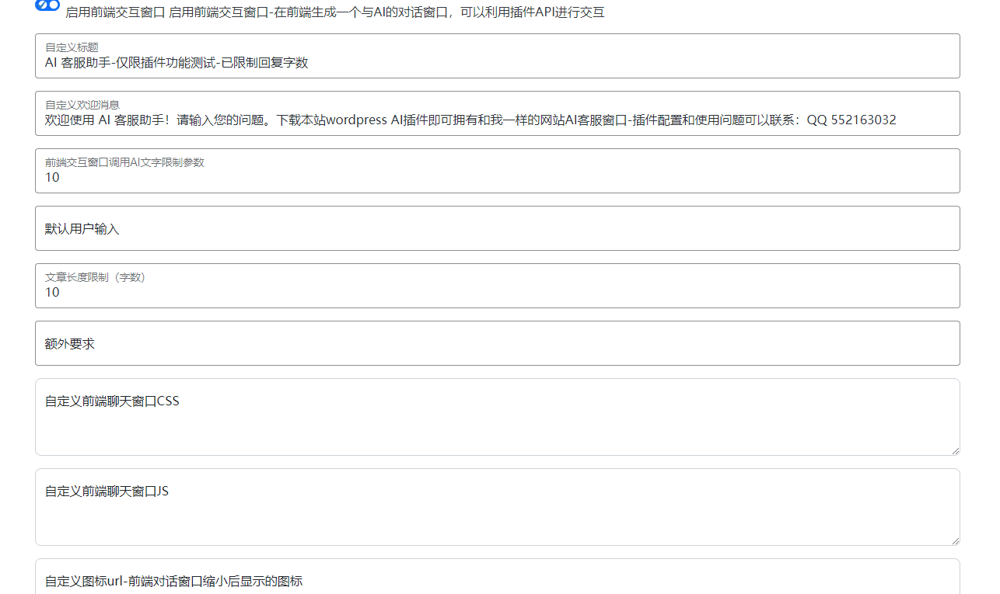 启用前端交互窗口 启用前端交互窗口-在前端生成一个与AI的对话窗口，可以利用插件API进行交互
自定义标题
AI 客服助手-仅限插件功能测试-已限制回复字数
自定义欢迎消息
欢迎使用 AI 客服助手！请输入您的问题。下载本站wordpress AI插件即可拥有和我一样的网站AI客服窗口-插件配置和使用问题可以联系：QQ 552163032
前端交互窗口调用AI文字限制参数
10
默认用户输入
文章长度限制（字数）
10
额外要求
自定义前端聊天窗口CSS
自定义前端聊天窗口JS
自定义图标url-前端对话窗口缩小后显示的图标